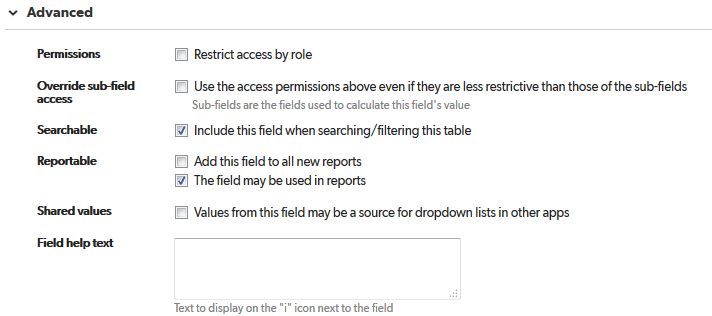 Advanced
Permissions Restrict access by role
Override sub-field access Use the access permissions above even if they are less restrictive than those of the sub-fields
Sub-fields are the fields used to calculate this field's value
Searchable Include this field when searching/filtering this table
Reportable Add this field to all new reports
The field may be used in reports
Shared values Values from this field may be a source for dropdown lists in other apps
Field help text
Text to display on the "i" icon next to the field